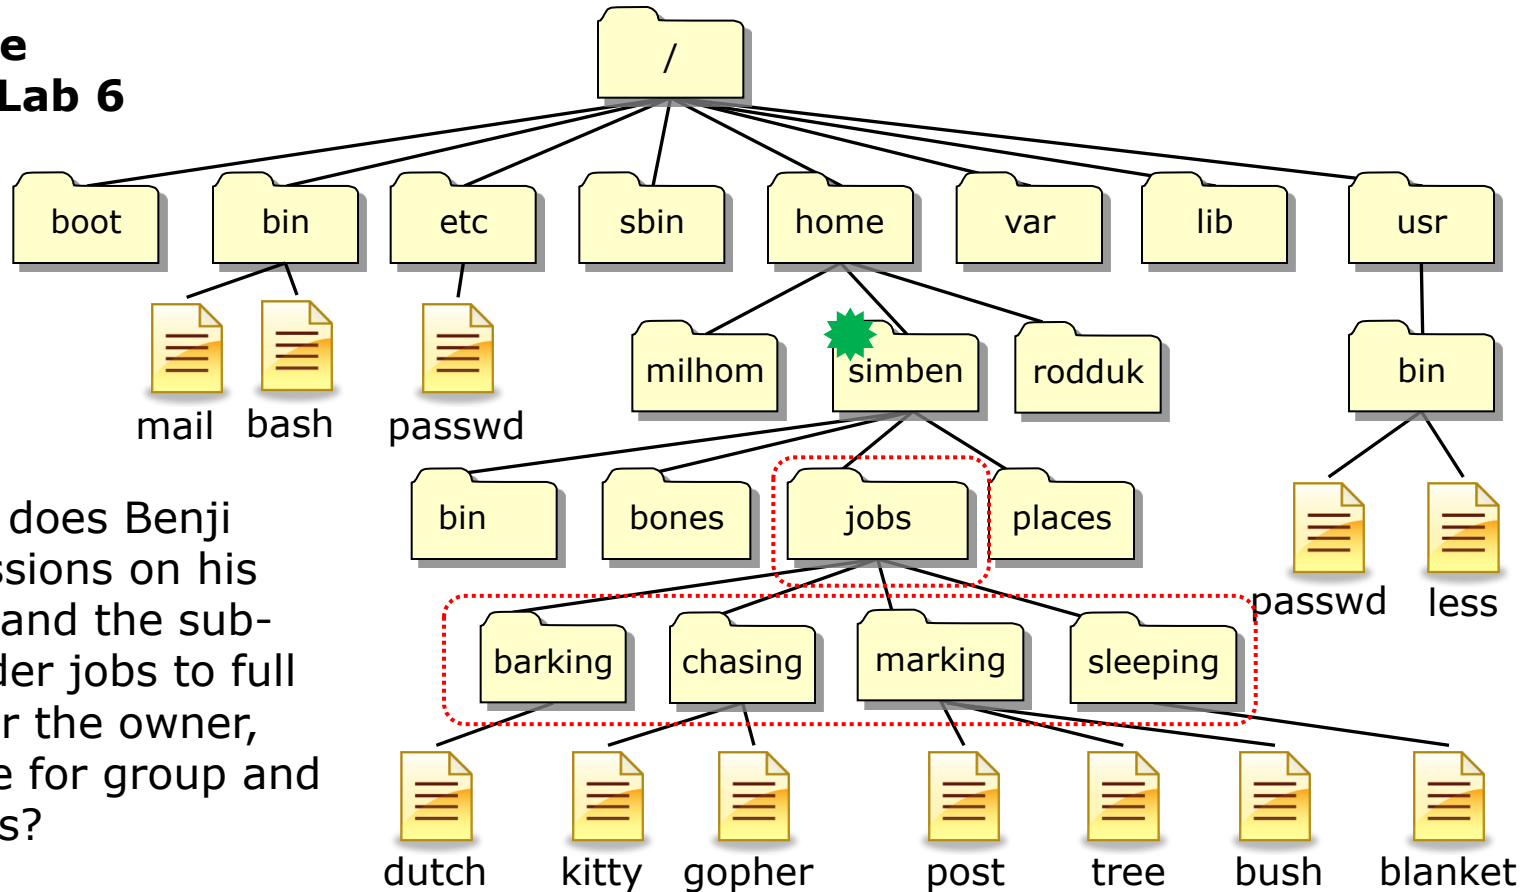 e
Lab 6
/
boot bin etc sbin home var lib usr
mail bash passwd
milhom simben rodduk bin
bin bones jobs places
passwd less
does Benji
ssions on his
and the sub-
der jobs to full
r the owner,
e for group and
s?
barking chasing marking sleeping
dutch kitty gopher post tree bush blanket